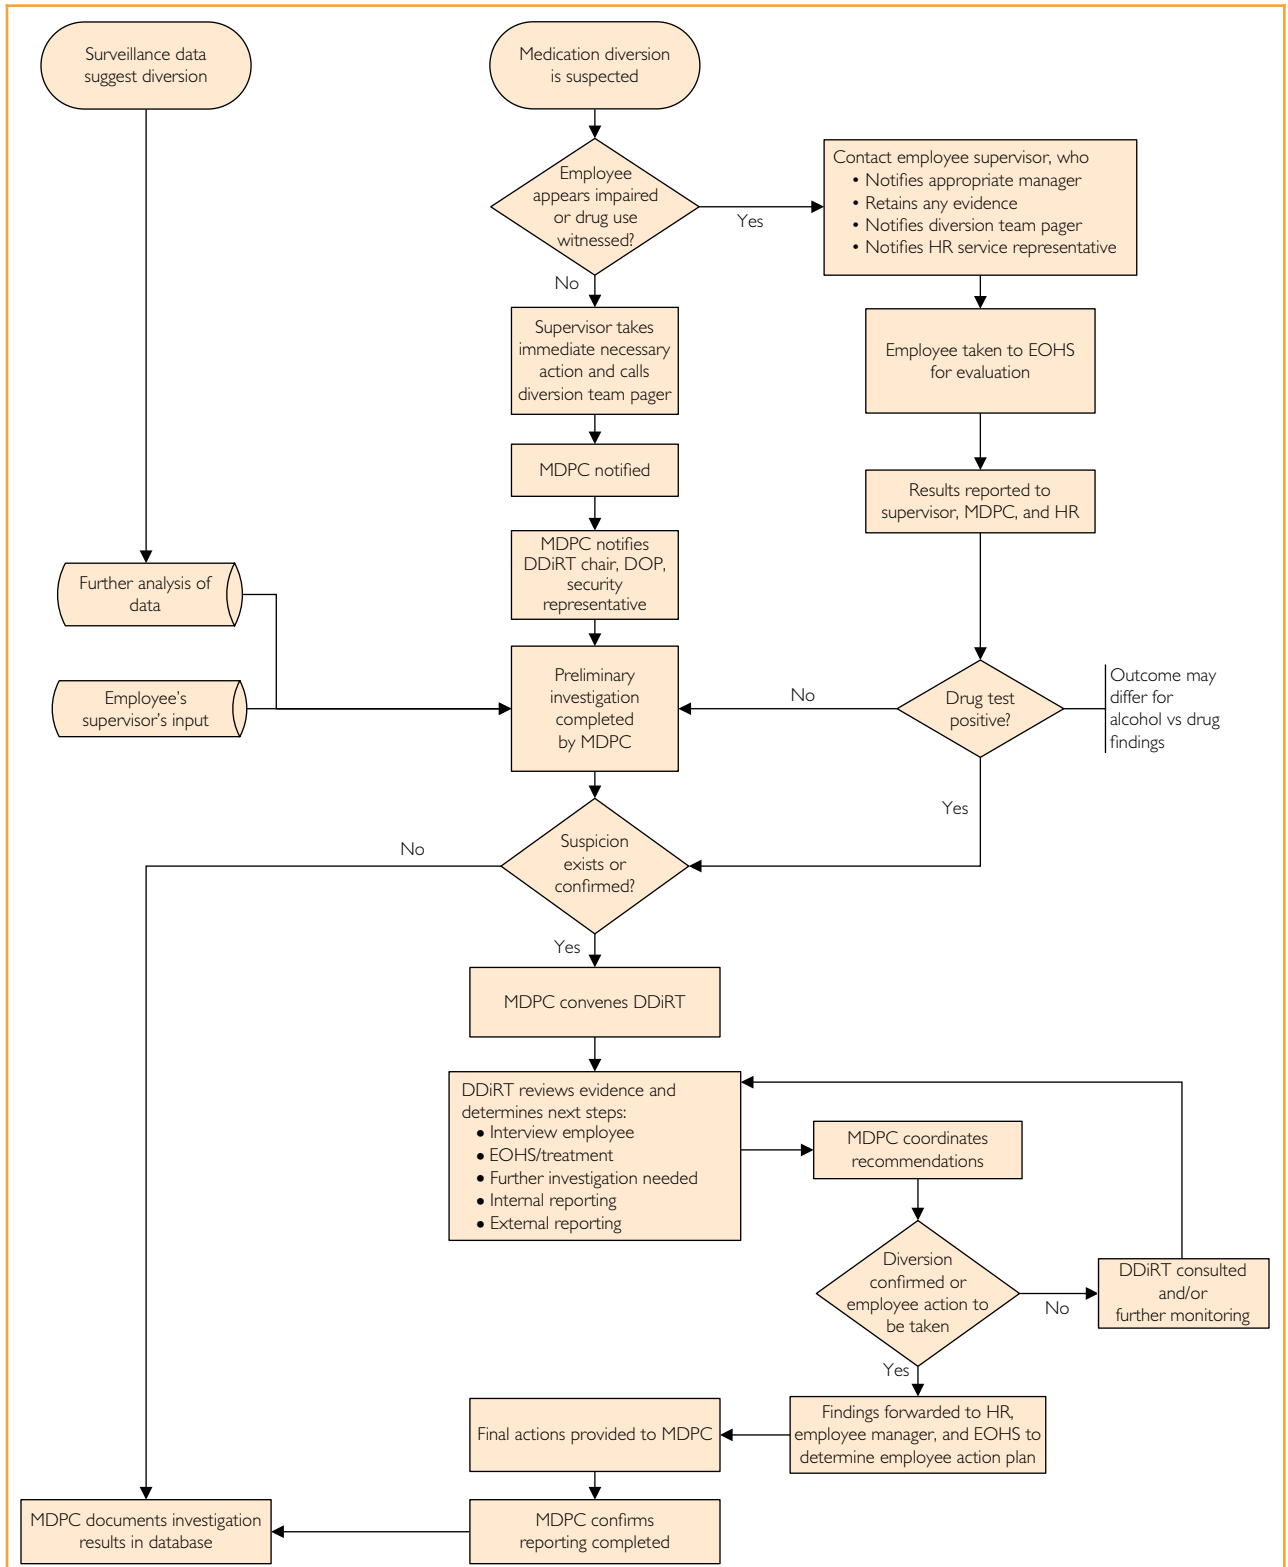 Surveillance data
suggest diversion
Medication diversion
is suspected
Employee
appears impaired
or drug use
witnessed?
Yes
No
Contact employee supervisor, who
• Notifies appropriate manager
• Retains any evidence
• Notifies diversion team pager
• Notifies HR service representative
Supervisor takes
immediate necessary
action and calls
diversion team pager
Employee taken to EOHS
for evaluation
MDPC notified
Results reported to
supervisor, MDPC, and HR
MDPC notifies
DDiRT chair, DOP,
security
representative
Further analysis of
data
Employee's
supervisor's input
Preliminary
investigation
completed
by MDPC
No
Drug test
positive?
Outcome may
differ for
alcohol vs drug
findings
Yes
Suspicion
exists or
confirmed?
No
Yes
MDPC convenes DDiRT
DDiRT reviews evidence and
determines next steps:
• Interview employee
• EOHS/treatment
• Further investigation needed
• Internal reporting
• External reporting
MDPC coordinates
recommendations
Diversion
confirmed or
employee action to
be taken
No
DDiRT consulted
and/or
further monitoring
Yes
Findings forwarded to HR,
employee manager, and EOHS to
determine employee action plan
Final actions provided to MDPC
MDPC confirms
reporting completed
MDPC documents investigation
results in database